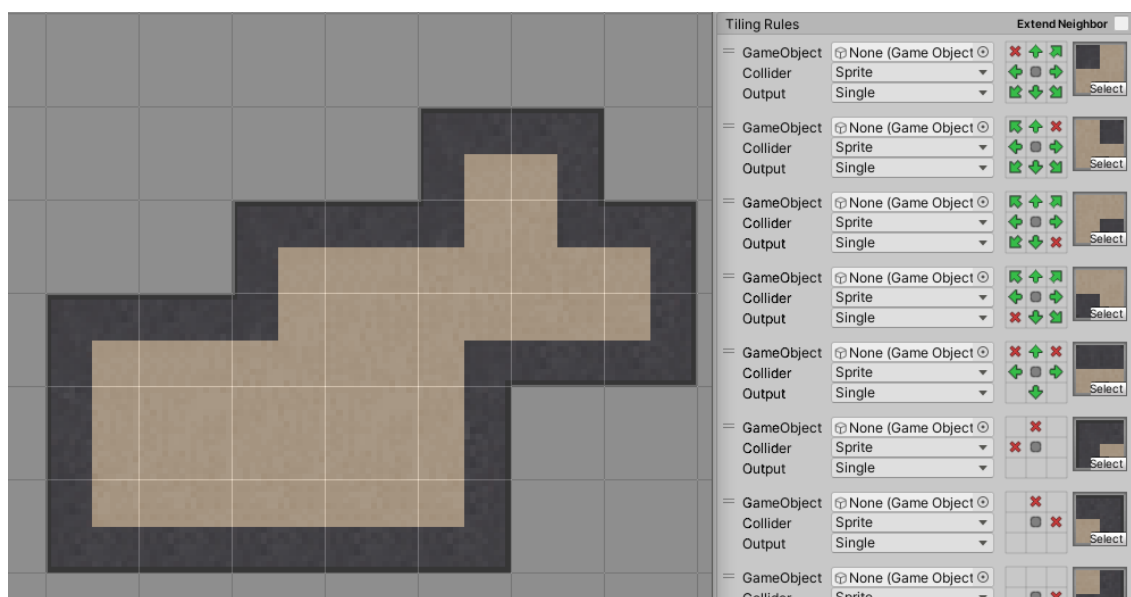 Tiling Rules Extend Neighbor
GameObject None (Game Object
Collider Sprite
Output Single
Select
GameObject None (Game Object
Collider Sprite
Output Single
Select
GameObject None (Game Object
Collider Sprite
Output Single
Select
GameObject None (Game Object
Collider Sprite
Output Single
Select
GameObject None (Game Object
Collider Sprite
Output Single
Select
GameObject None (Game Object
Collider Sprite
Output Single
Select
GameObject None (Game Object
Collider Sprite
Output Single
Select
GameObject None (Game Object
Collider Sprite